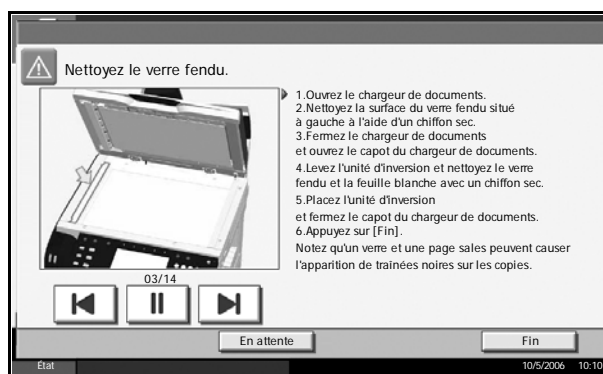 Nettoyez le verre fendu.
1.Ouvrez le chargeur de documents.
2.Nettoyez la surface du verre fendu situé
à gauche à l'aide d'un chiffon sec.
3.Fermez le chargeur de documents
et ouvrez le capot du chargeur de documents.
4.Levez l'unité d'inversion et nettoyez le verre
fendu et la feuille blanche avec un chiffon sec.
5.Placez l'unité d'inversion
et fermez le capot du chargeur de documents.
6.Appuyez sur [Fin].
Notez qu'un verre et une page sales peuvent causer
l'apparition de traînées noires sur les copies.
03/14
En attente
Fin
État
10/5/2006 10:10